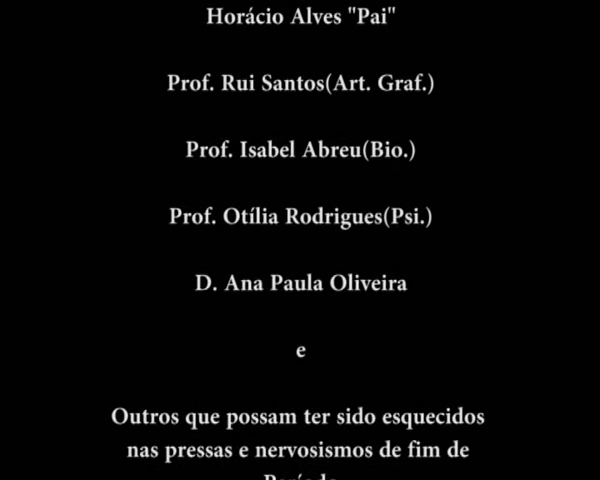 Horácio Alves "Pai"
Prof. Rui Santos(Art. Graf.)
Prof. Isabel Abreu(Bio.)
Prof. Otília Rodrigues(Psi.)
D. Ana Paula Oliveira
e
Outros que possam ter sido esquecidos
nas pressas e nervosismos de fim de
Período